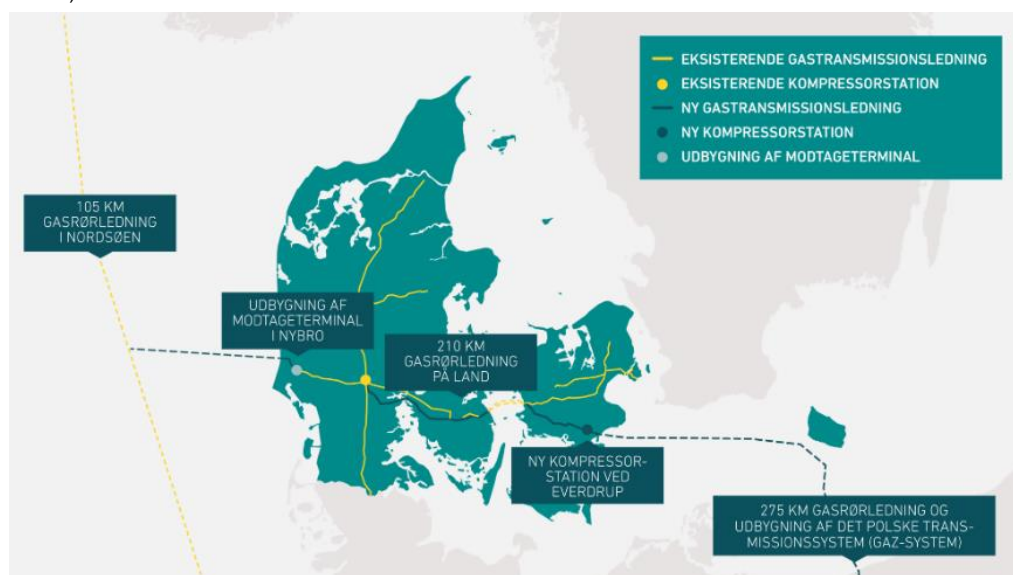 EKSISTERENDE GASTRANSMISSIONSLEDNING
EKSISTERENDE KOMPRESSORSTATION
NY GASTRANSMISSIONSLEDNING
NY KOMPRESSORSTATION
UDBYGNING AF MODTAGETERMINAL
105 KM
GASRØRLEDNING
I NORDSØEN
UDBYGNING AF
MODTAGETERMINAL
I NYBRO
210 KM
GASRØRLEDNING
PÅ LAND
NY KOMPRESSOR-
STATION VED
EVERDRUP
275 KM GASRØRLEDNING OG
UDBYGNING AF DET POLSKE TRANS-
MISSIONSSYSTEM (GAZ-SYSTEM)